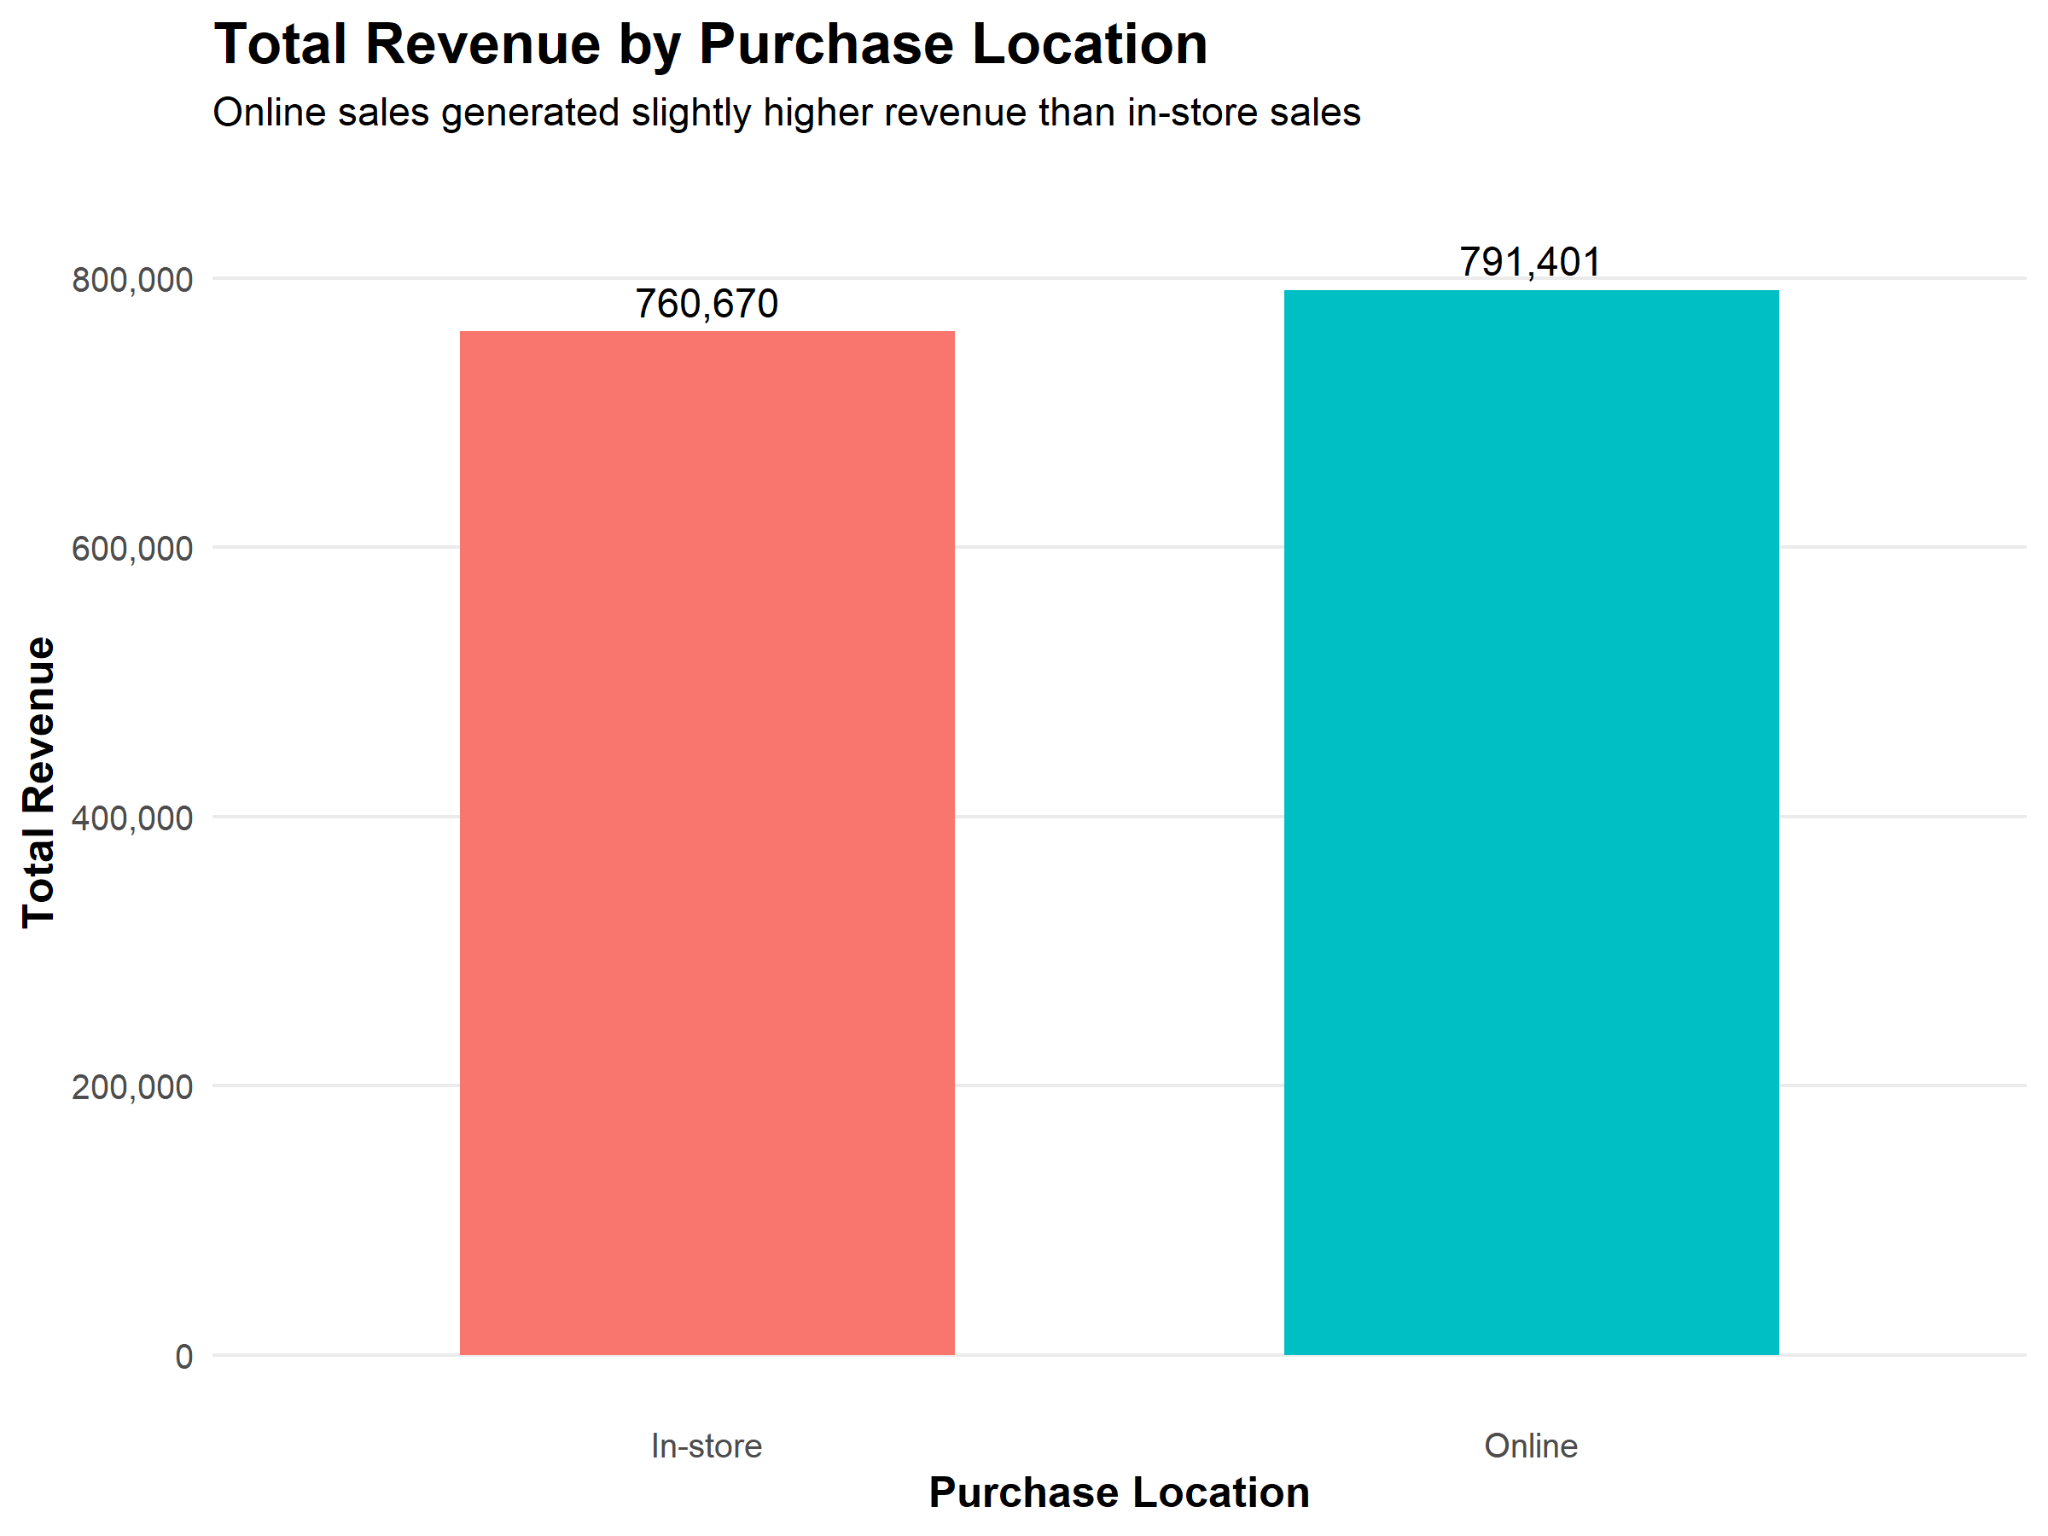 Total Revenue by Purchase Location
Online sales generated slightly higher revenue than in-store sales
791,401
800,000
760,670
600,000
400,000
200,000
0
Total Revenue
In-store
Online
Purchase Location